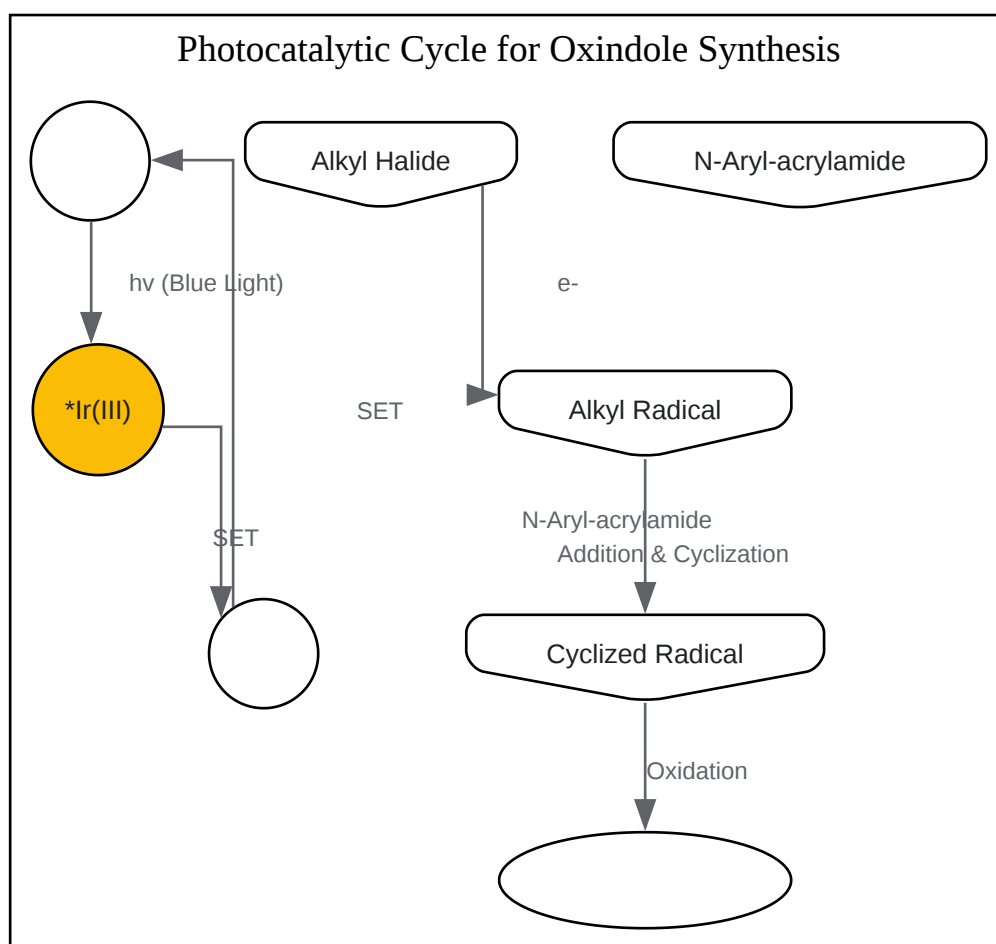 Photocatalytic Cycle for Oxindole Synthesis
Alkyl Halide
N-Aryl-acrylamide
hv (Blue Light)
e-
*Ir(III)
SET
Alkyl Radical
SET
N-Aryl-acrylamide
Addition & Cyclization
Cyclized Radical
Oxidation